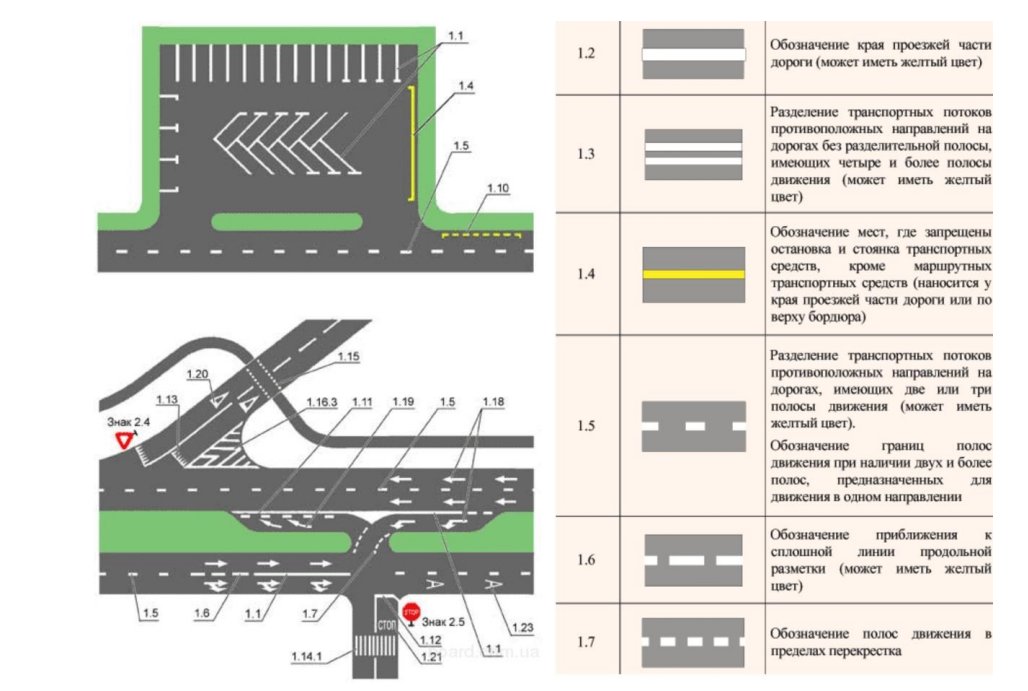 1.1
1.4
1.5
1.10
1.15
1.20
1.13
1.16.3
1.11
1.19
1.5
1.18
Знак 2.4
1.5
1.6
1.1
1.7
STOP
Знак 2.5
СТОП
1.23
1.12
1.14.1
1.21
1.1
1.2
Обозначение края проезжей части
дороги (может иметь желтый цвет)
1.3
Разделение транспортных потоков
противоположных направлений на
дорогах без разделительной полосы,
имеющих четыре и более полосы
движения (может иметь желтый
цвет)
1.4
Обозначение мест, где запрещены
остановка и стоянка транспортных
средств, кроме маршрутных
транспортных средств (наносится у
края проезжей части дороги или по
верху бордюра)
1.5
Разделение транспортных потоков
противоположных направлений на
дорогах, имеющих две или три
полосы движения (может иметь
желтый цвет).
Обозначение границ полос
движения при наличии двух и более
полос, предназначенных для
движения в одном направлении
1.6
Обозначение приближения к
сплошной линии продольной
разметки (может иметь желтый
цвет)
1.7
Обозначение полос движения в
пределах перекрестка